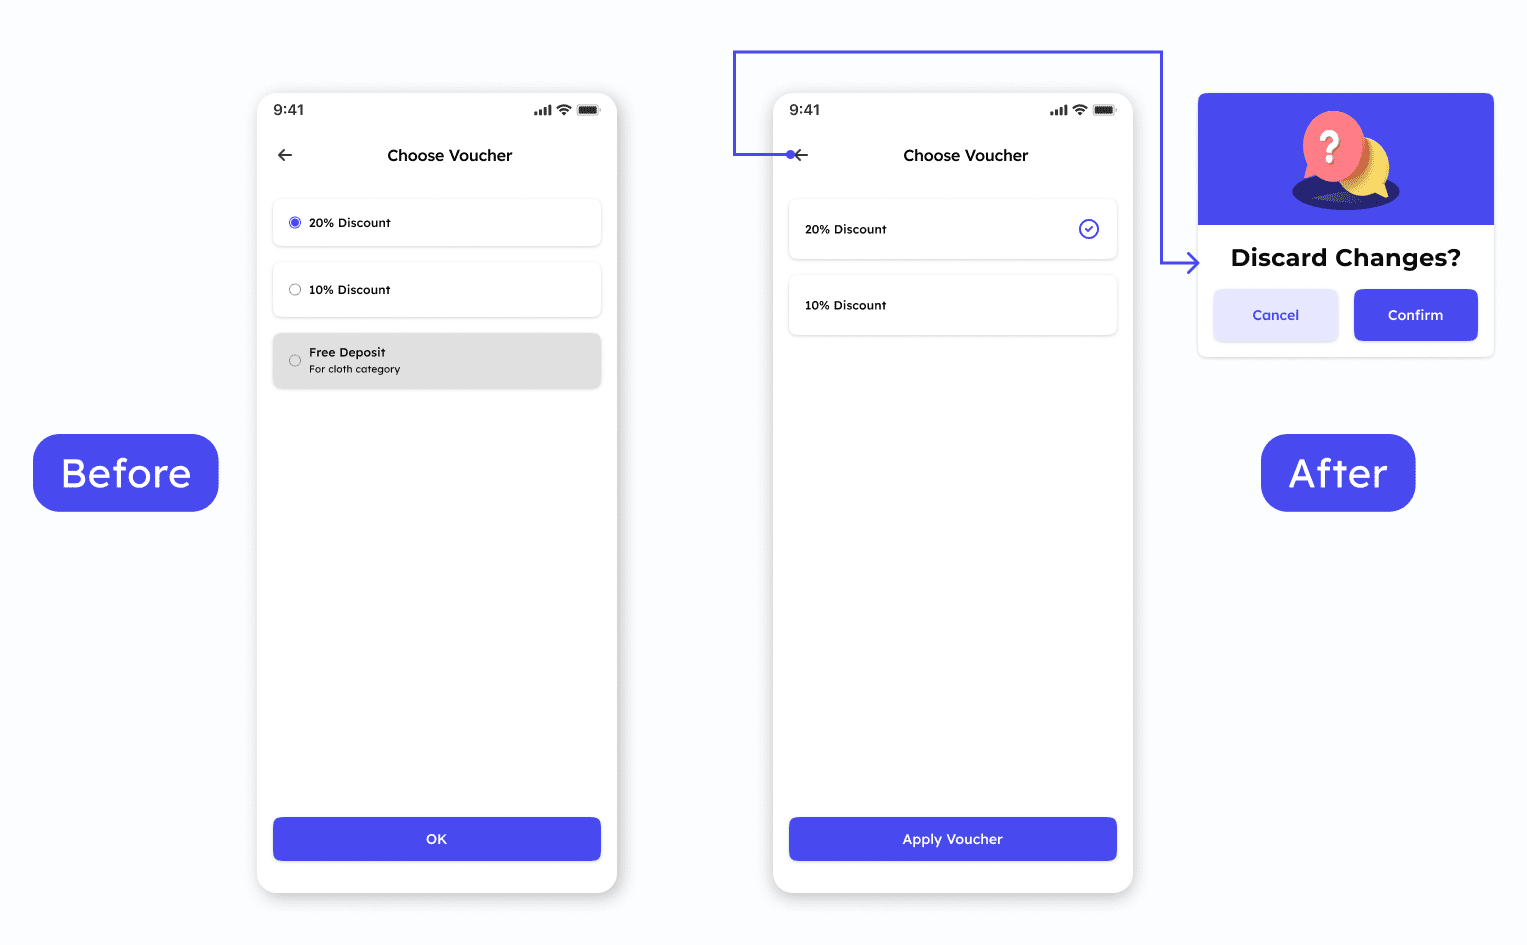 9:41
Choose Voucher
20% Discount
10% Discount
Free Deposit
For cloth category
OK
Before
9:41
Choose Voucher
20% Discount
10% Discount
Apply Voucher
?
Discard Changes?
Cancel
Confirm
After